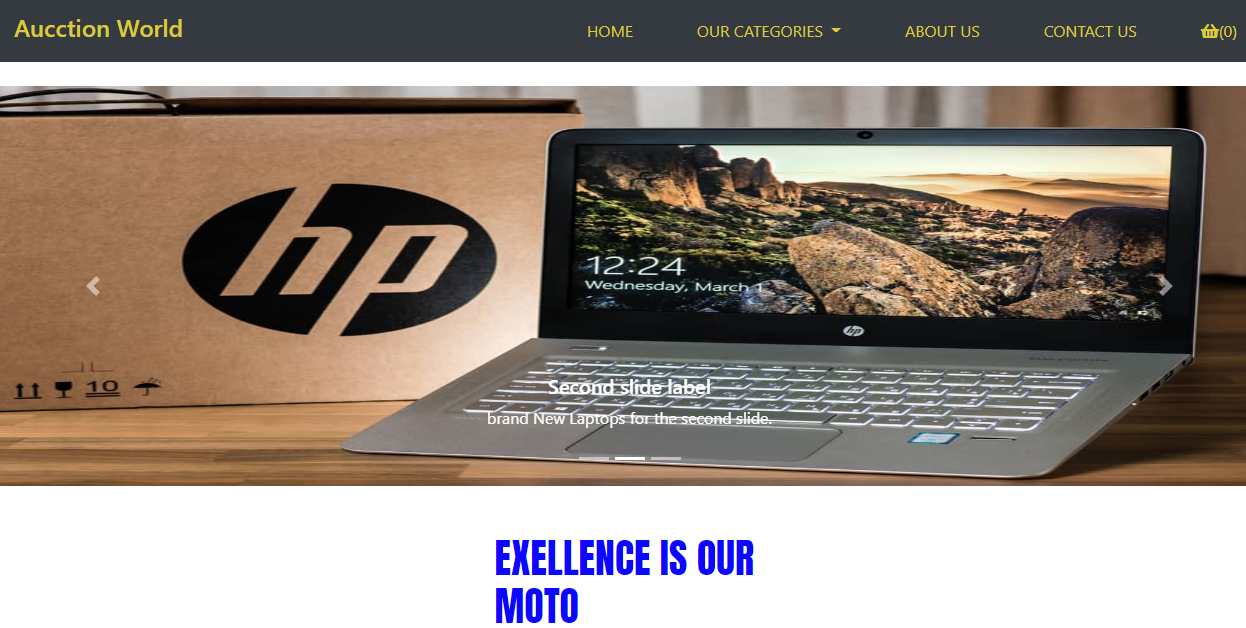 Aucction World
HOME OUR CATEGORIES ABOUT US CONTACT US (0)
hp
12:24
Wednesday, March 1
hp
10
Second slide label
brand New Laptops for the second slide.
EXELLENCE IS OUR
MOTO